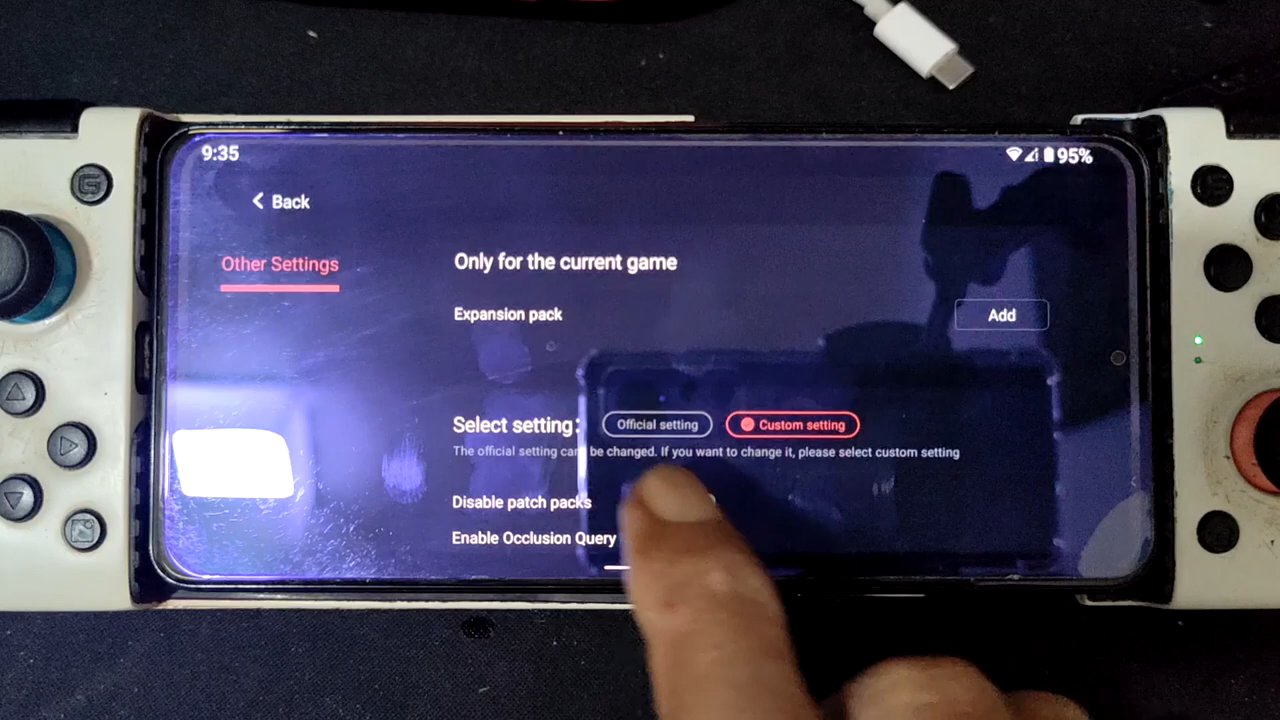 9:35
95%
Back
Other Settings
Only for the current game
Expansion pack
Add
Select setting:
Official setting
Custom setting
The official setting can be changed. If you want to change it, please select custom setting
Disable patch packs
Enable Occlusion Query
G